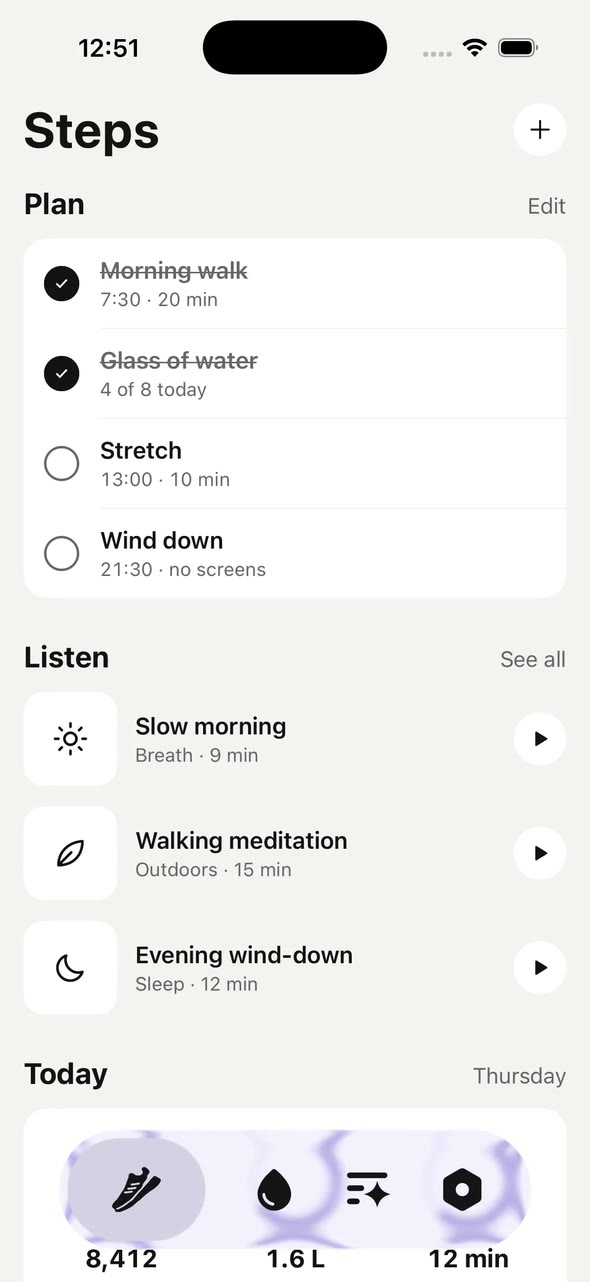 12:51
Steps
Plan
Edit
Morning walk
7:30 · 20 min
Glass of water
4 of 8 today
Stretch
13:00 · 10 min
Wind down
21:30 · no screens
Listen
See all
Slow morning
Breath · 9 min
Walking meditation
Outdoors · 15 min
Evening wind-down
Sleep · 12 min
Today
Thursday
8,412
1.6 L
12 min